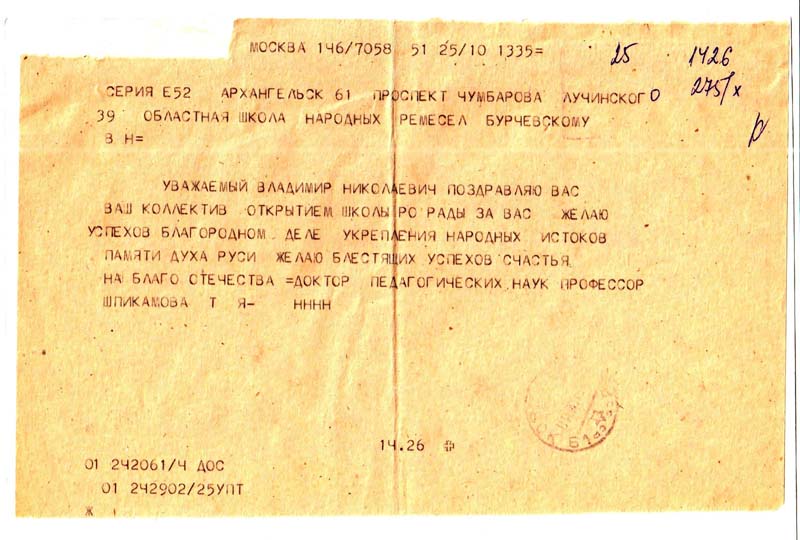 МОСКВА 146/7058 51 25/10 1335=
25 1426
275/х
СЕРИЯ Е52 АРХАНГЕЛЬСК 61 ПРОСПЕКТ ЧУМБАРОВА ЛУЧИНСКОГО
39 ОБЛАСТНАЯ ШКОЛА НАРОДНЫХ РЕМЕСЕЛ БУРЧЕВСКОМУ
В Н=
УВАЖАЕМЫЙ ВЛАДИМИР НИКОЛАЕВИЧ ПОЗДРАВЛЯЮ ВАС
ВАШ КОЛЛЕКТИВ ОТКРЫТИЕМ ШКОЛЫ РО РАДЫ ЗА ВАС ЖЕЛАЮ
УСПЕХОВ БЛАГОРОДНОМ ДЕЛЕ УКРЕПЛЕНИЯ НАРОДНЫХ ИСТОКОВ
ПАМЯТИ ДУХА РУСИ ЖЕЛАЮ БЛЕСТЯЩИХ УСПЕХОВ СЧАСТЬЯ
НА БЛАГО ОТЕЧЕСТВА =ДОКТОР ПЕДАГОГИЧЕСКИХ НАУК ПРОФЕССОР
ШПИКАМОВА Т Я- НННН
14.26
01 242061/4 ДОС
01 242902/25УПТ
Ж